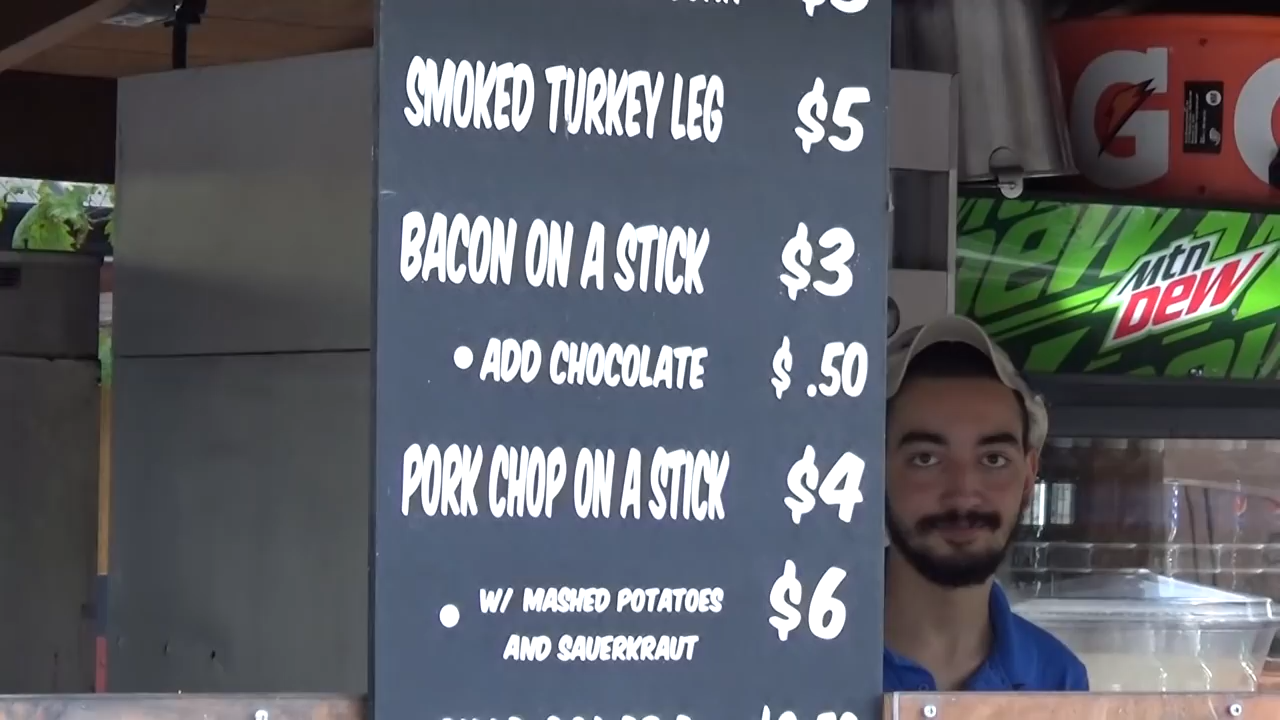 SMOKED TURKEY LEG $5
BACON ON A STICK $3
• ADD CHOCOLATE $ .50
PORK CHOP ON A STICK $4
• W/ MASHED POTATOES $6
AND SAUERKRAUT
G
Mtn
DEW